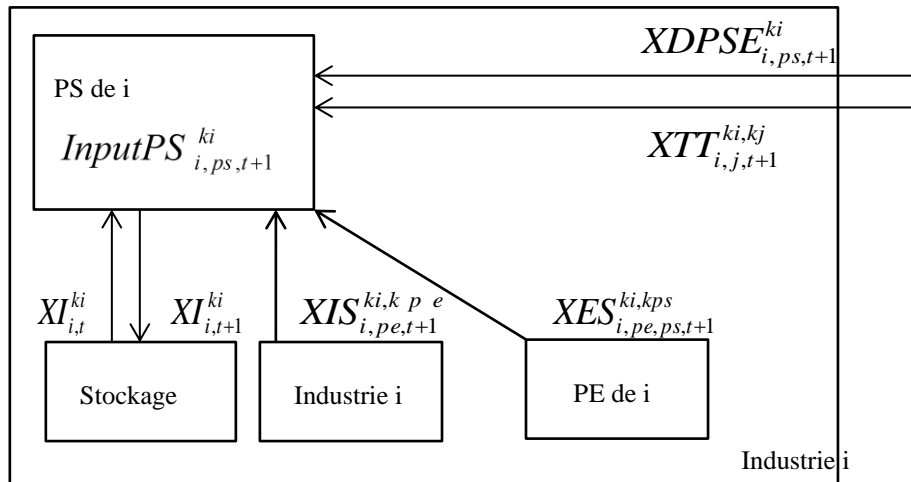 XDPSE^{ki}_{i,ps,t+1}
PS de i
InputPS^{ki}_{i,ps,t+1}
XTT^{ki,kj}_{i,j,t+1}
XI^{ki}_{i,t} XI^{ki}_{i,t+1} XIS^{ki,k p e}_{i,pe,t+1} XES^{ki,kps}_{i,pe,ps,t+1}
Stockage Industrie i PE de i
Industrie i